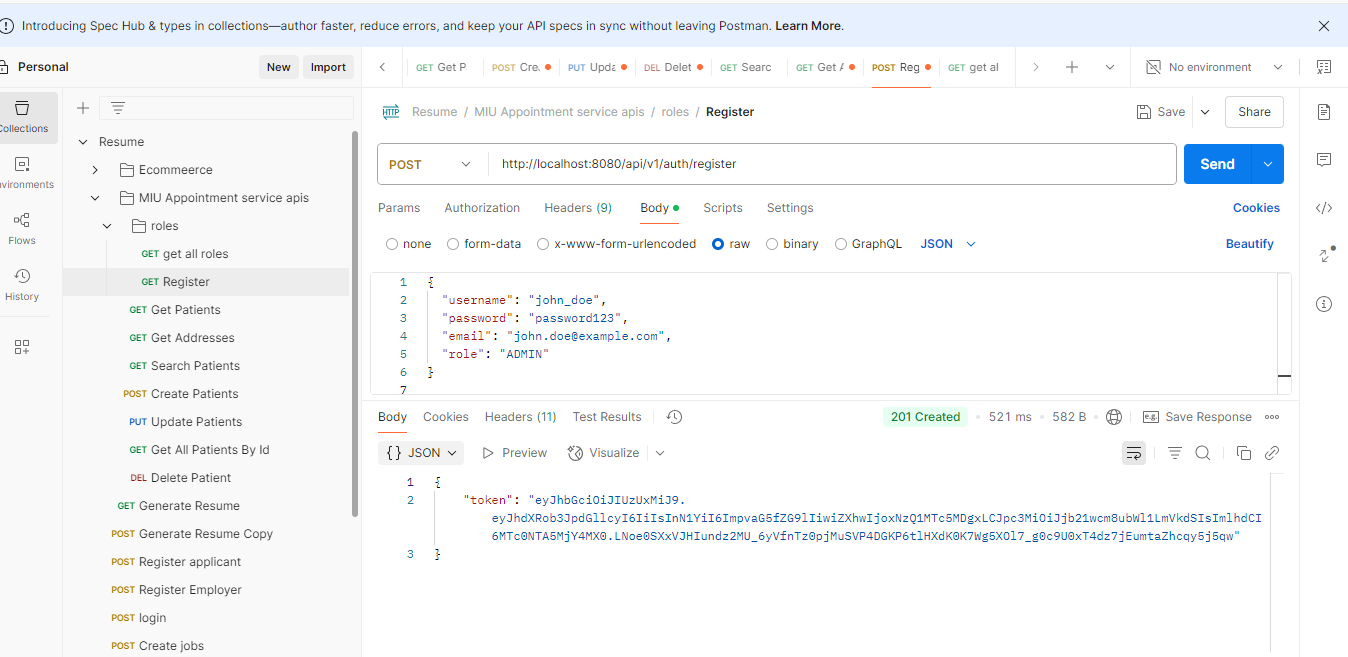 Introducing Spec Hub & types in collections—author faster, reduce errors, and keep your API specs in sync without leaving Postman. Learn More.
Personal New Import
GET Get P POST Cre. PUT Upda DEL Delet GET Searc GET Get A POST Reg GET get al No environment
Collections
Environments
Flows
History
Resume
Ecommeerce
MIU Appointment service apis
roles
GET get all roles
GET Register
GET Get Patients
GET Get Addresses
GET Search Patients
POST Create Patients
PUT Update Patients
GET Get All Patients By Id
DEL Delete Patient
GET Generate Resume
POST Generate Resume Copy
POST Register applicant
POST Register Employer
POST login
POST Create jobs
HTTP Resume / MIU Appointment service apis / roles / Register Save Share
POST http://localhost:8080/api/v1/auth/register Send
Params Authorization Headers (9) Body Scripts Settings Cookies
none form-data x-www-form-urlencoded raw binary GraphQL JSON Beautify
1 {
2 "username": "john_doe",
3 "password": "password123",
4 "email": "john.doe@example.com",
5 "role": "ADMIN"
6 }
7
Body Cookies Headers (11) Test Results 201 Created 521 ms 582 B e.g. Save Response
{} JSON Preview Visualize
1 {
2 "token": "eyJhbGciOiJIUzUxMiJ9.
eyJhdXRob3JpdGllcyI6IiIsInN1YiI6ImpvaG5fZG9lIiwiZXhwIjoxNzQ1MTc5MDgxLCJpc3MiOiJjb21wcm8ubWl1LmVkdSIsImlhdCI
6MTc0NTA5MjY4MX0.LNoe0SXxVJHIundz2MU_6yVfnTz0pjMuSVP4DGKP6tlHXdK0K7Wg5XOl7_g0c9U0xT4dz7jEumtaZhcqy5j5qw"
3 }